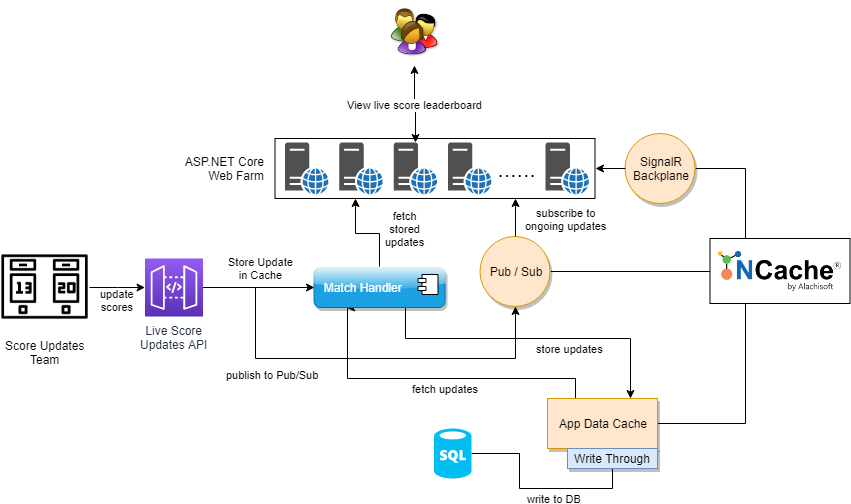 View live score leaderboard
ASP.NET Core
Web Farm
SignalR
Backplane
fetch
stored
updates
subscribe to
ongoing updates
Store Update
in Cache
Pub / Sub
NCache®
by Alachisoft
13
20
update
scores
Match Handler
Live Score
Updates API
Score Updates
Team
store updates
publish to Pub/Sub
fetch updates
App Data Cache
Write Through
SQL
write to DB